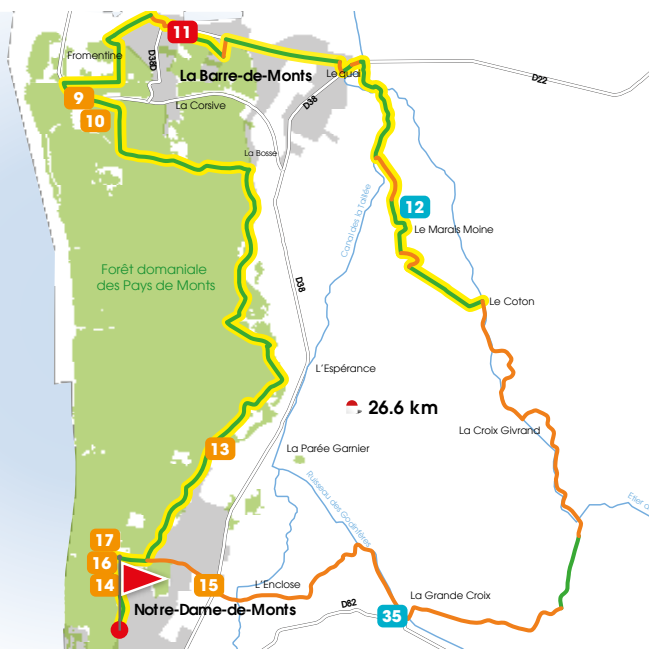 11
Fromentine
D38D
La Barre-de-Monts
Le quai
D22
9
10
La Corsive
D38
La Bosse
Canal de la Taillée
12
Le Marais Moine
Forêt domaniale
des Pays de Monts
D38
Le Coton
L'Espérance
26.6 km
La Croix Givrand
13
La Parée Garnier
Ruisseau des Godinières
Etier d
17
16
14
15
L'Enclose
Notre-Dame-de-Monts
D82
35
La Grande Croix